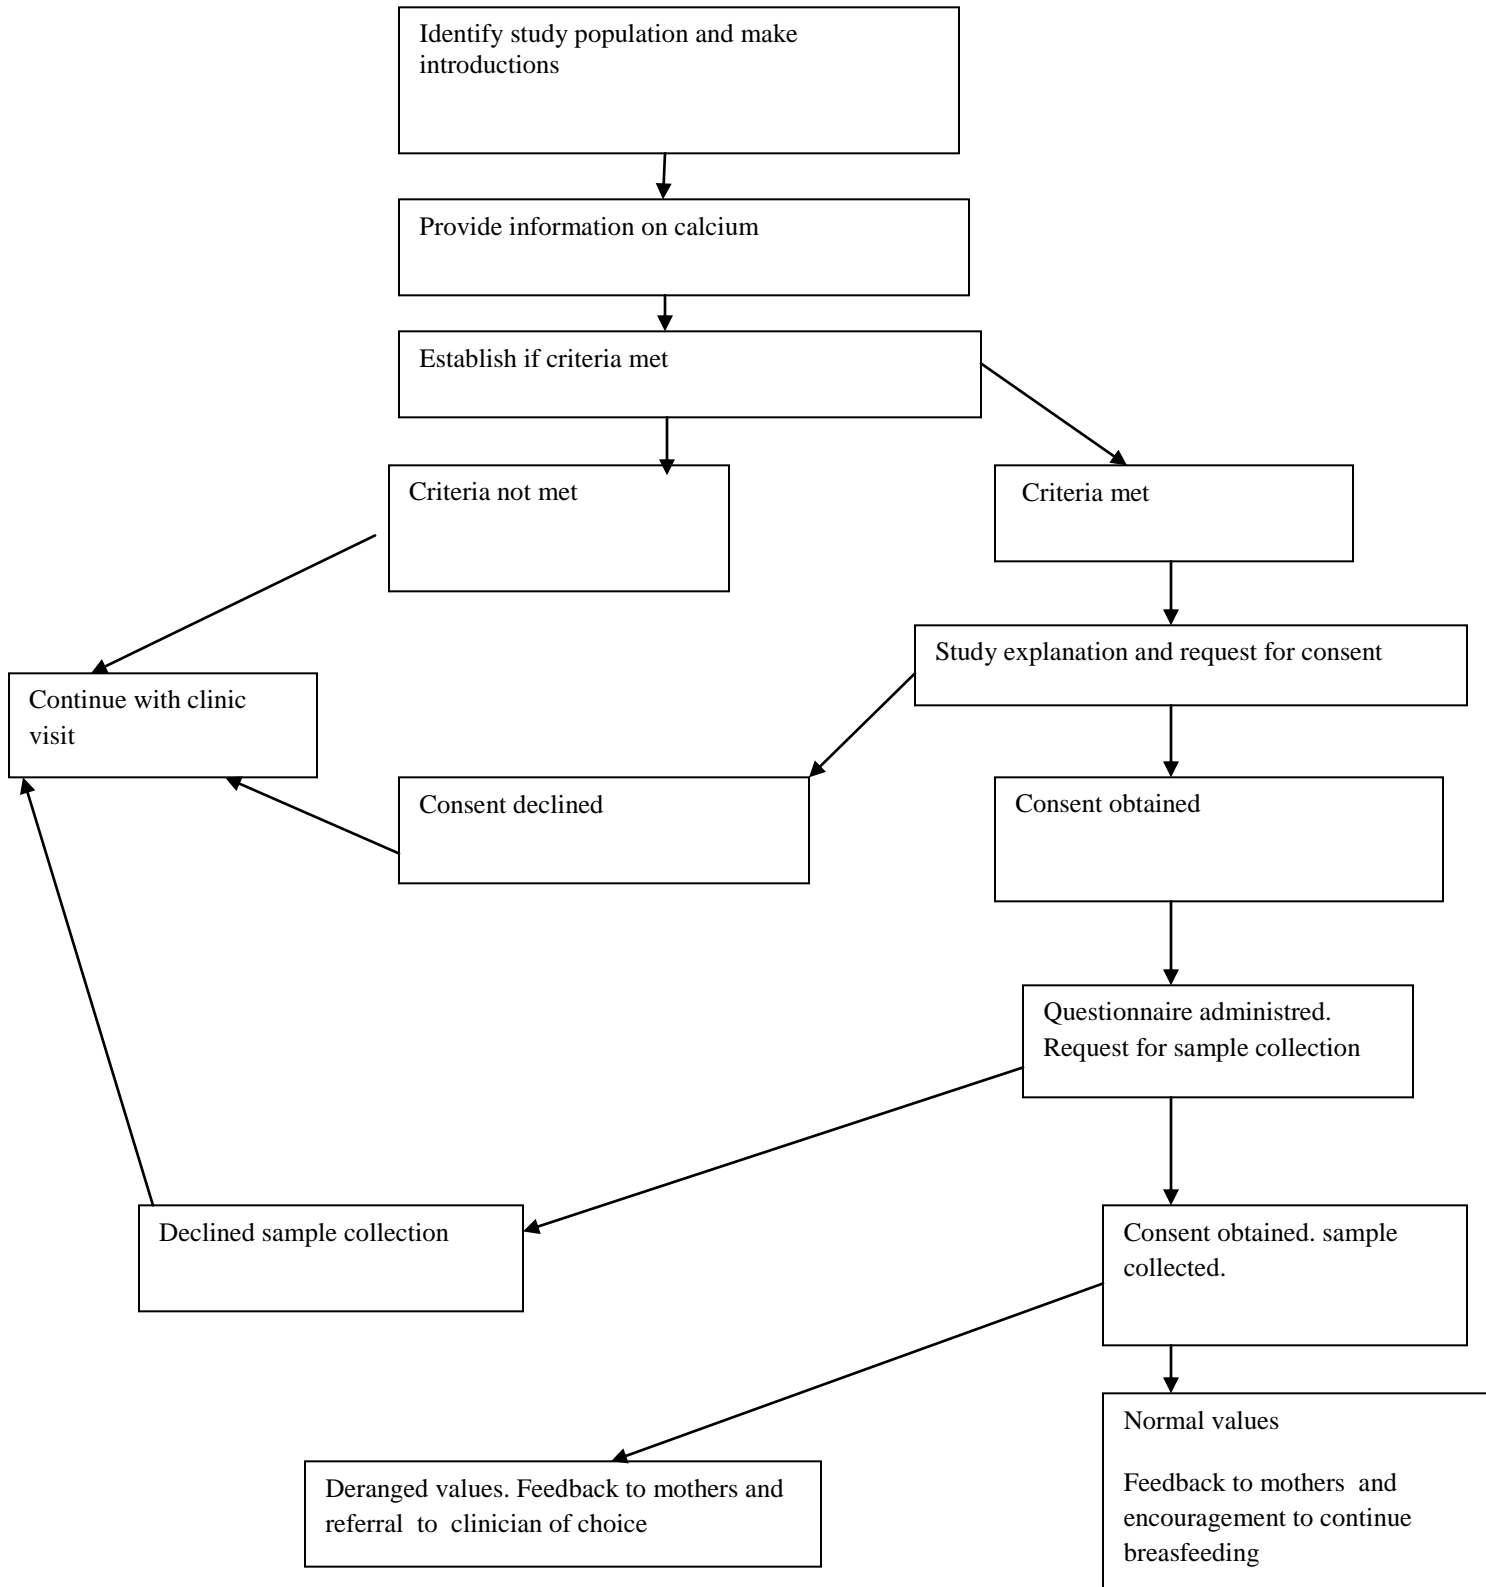 Identify study population and make
introductions
Provide information on calcium
Establish if criteria met
Criteria not met
Criteria met
Study explanation and request for consent
Continue with clinic
visit
Consent declined
Consent obtained
Questionnaire administred.
Request for sample collection
Declined sample collection
Consent obtained. sample
collected.
Normal values
Feedback to mothers  and
encouragement to continue
breasfeeding
Deranged values. Feedback to mothers and
referral  to  clinician of choice